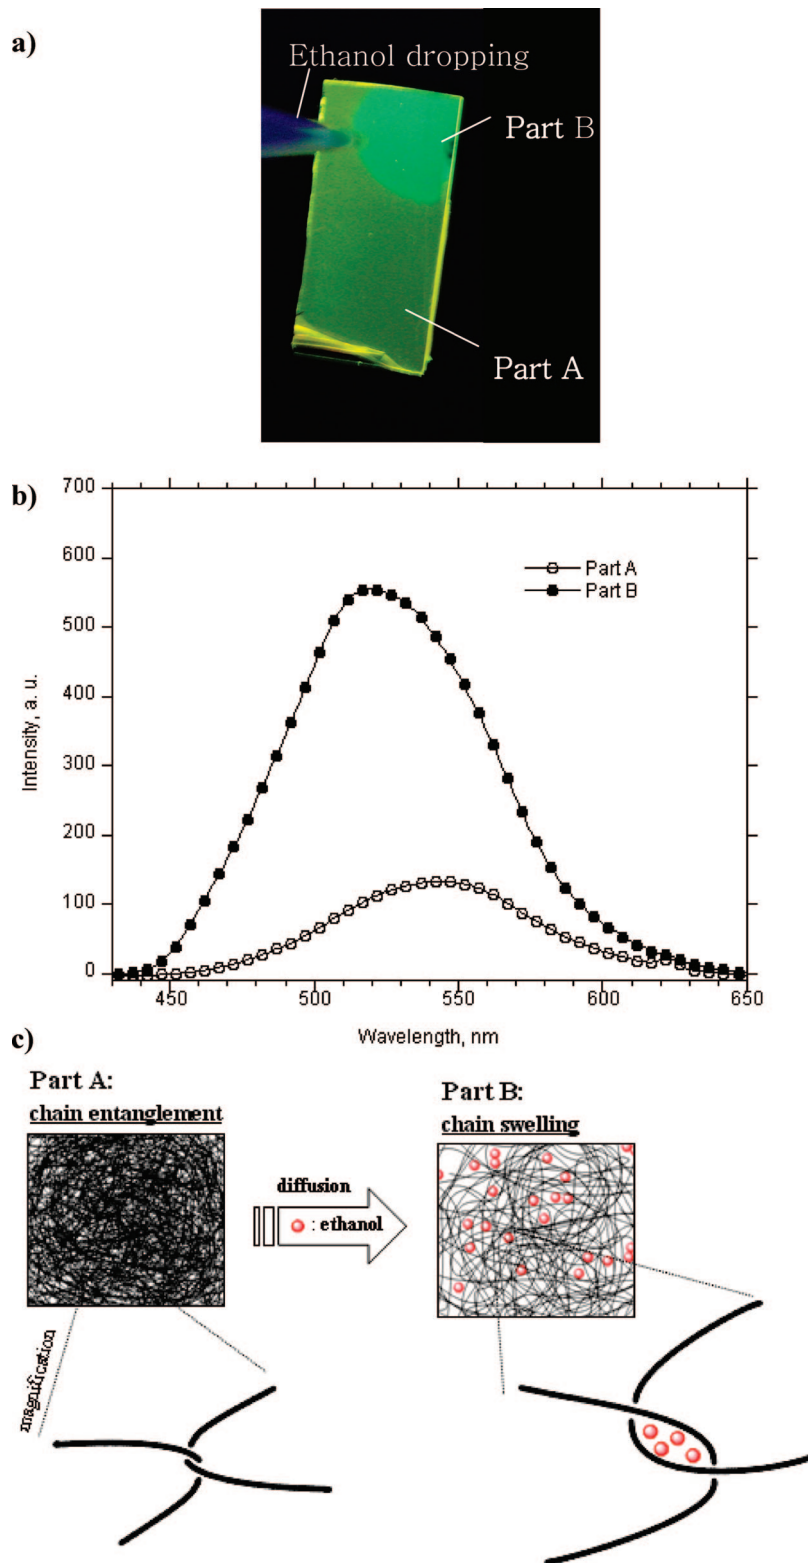 a)
Ethanol dropping
Part B
Part A
b)
700
600
500
400
300
200
100
0
Intensity, a. u.
Part A
Part B
450 500 550 600 650
Wavelength, nm
c)
Part A:
chain entanglement
Part B:
chain swelling
diffusion
: ethanol
magnification